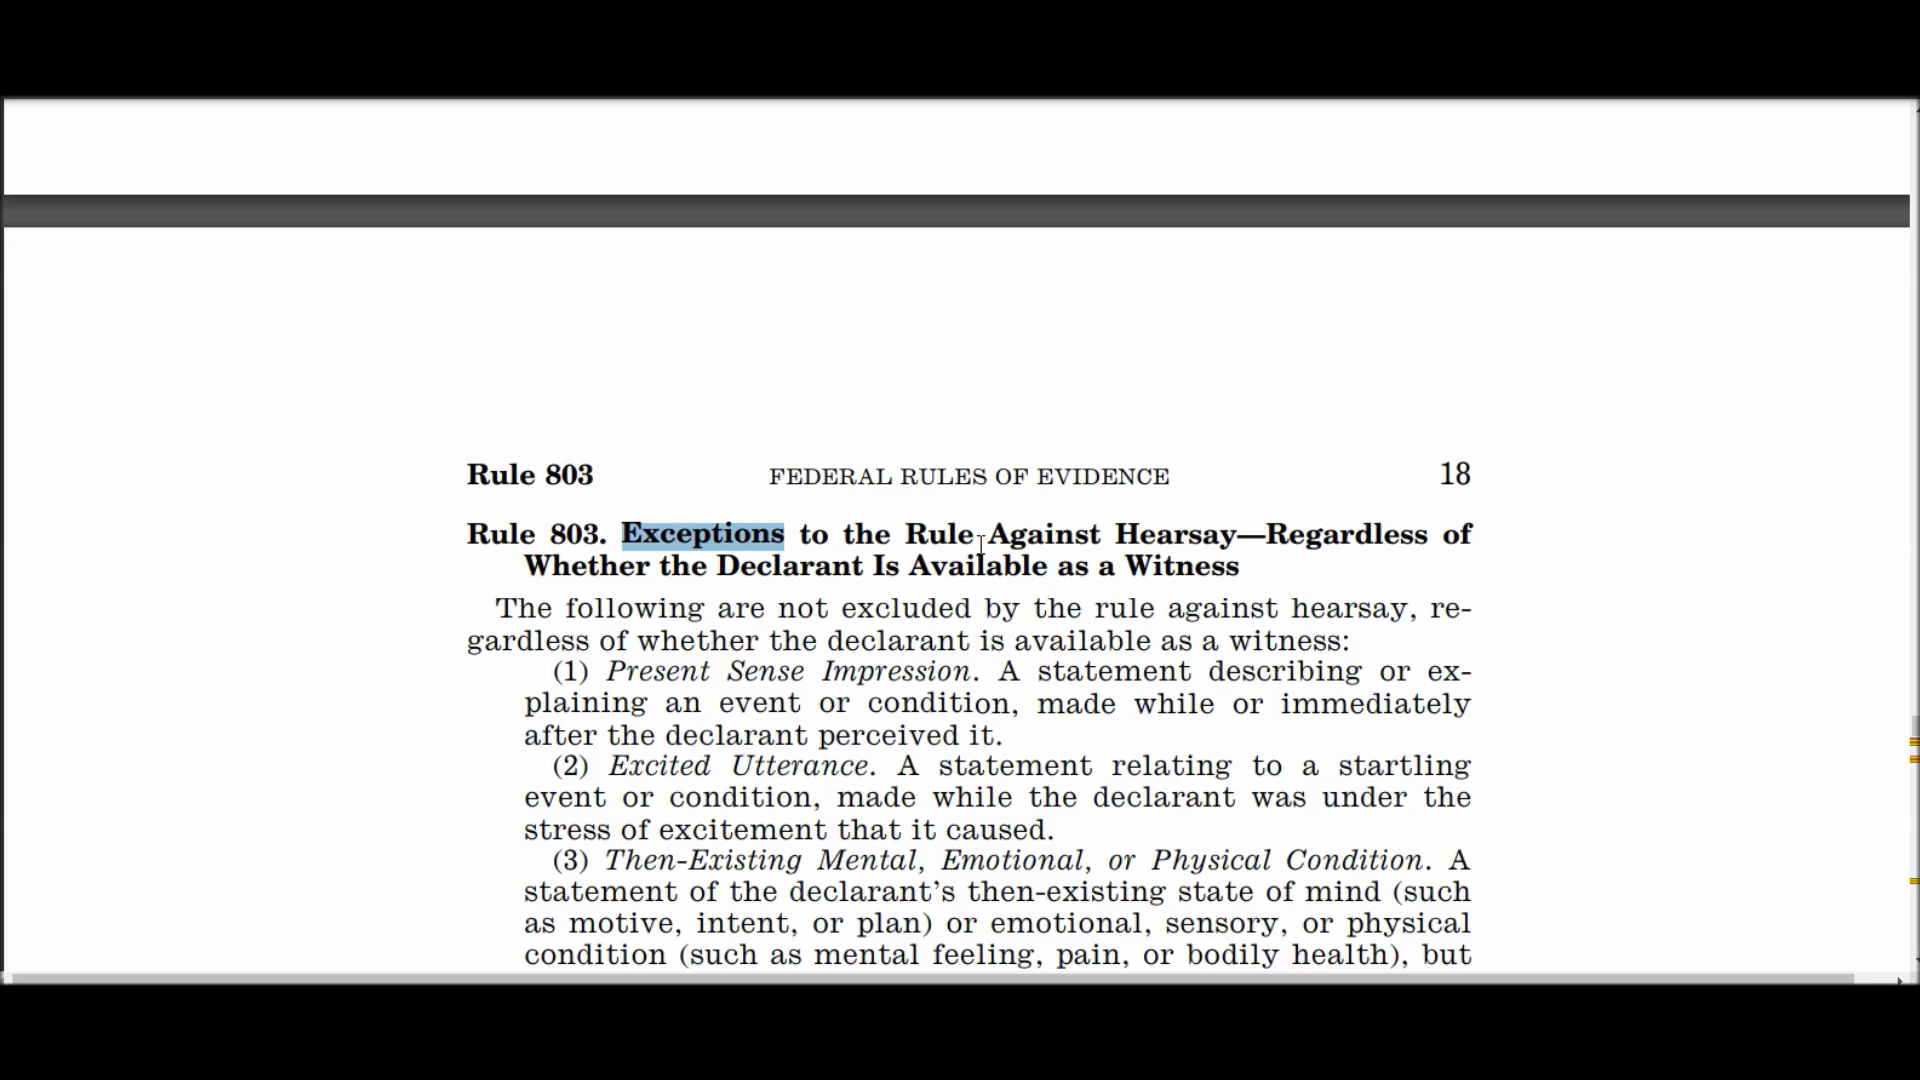 Rule 803 FEDERAL RULES OF EVIDENCE 18
Rule 803. Exceptions to the Rule Against Hearsay—Regardless of
Whether the Declarant Is Available as a Witness
The following are not excluded by the rule against hearsay, re-
gardless of whether the declarant is available as a witness:
(1) Present Sense Impression. A statement describing or ex-
plaining an event or condition, made while or immediately
after the declarant perceived it.
(2) Excited Utterance. A statement relating to a startling
event or condition, made while the declarant was under the
stress of excitement that it caused.
(3) Then-Existing Mental, Emotional, or Physical Condition. A
statement of the declarant’s then-existing state of mind (such
as motive, intent, or plan) or emotional, sensory, or physical
condition (such as mental feeling, pain, or bodily health), but